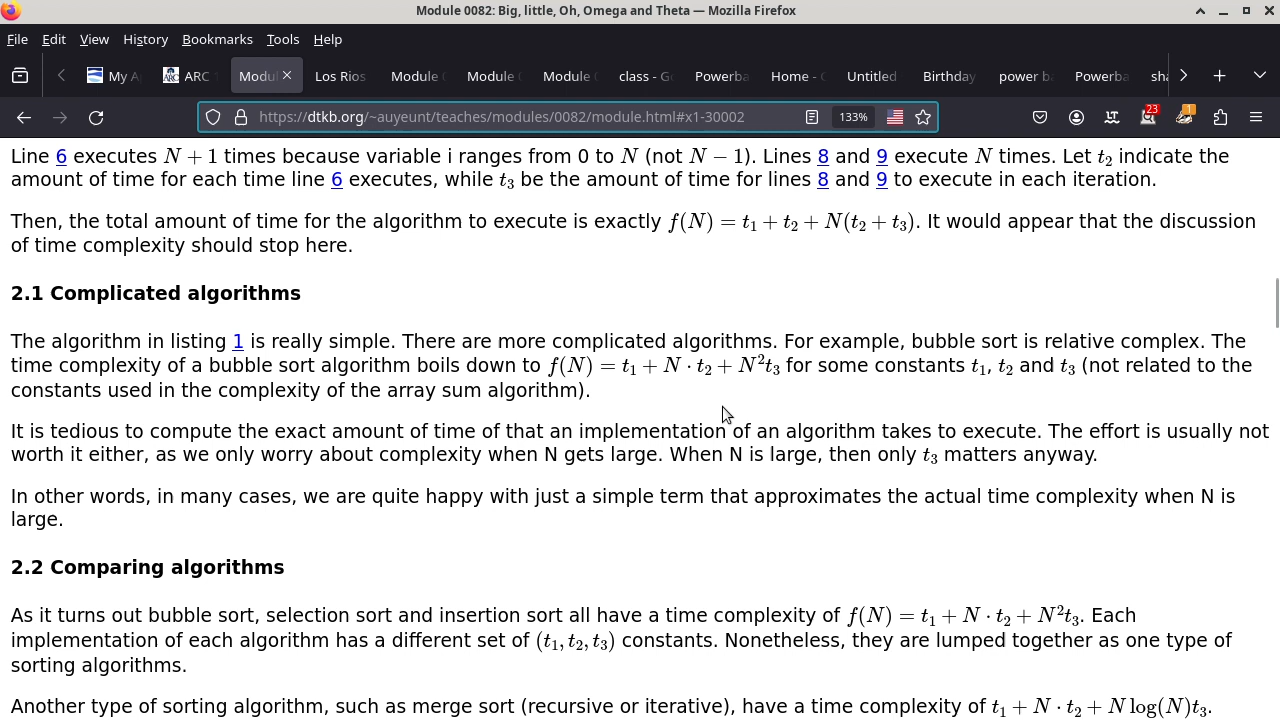 Module 0082: Big, little, Oh, Omega and Theta — Mozilla Firefox
File Edit View History Bookmarks Tools Help
My A ARC Modul Los Rios Module Module Module class - G Powerba Home - Untitled Birthday power b Powerba sha
https://dtkb.org/~auyeunt/teaches/modules/0082/module.html#x1-30002 133% 23 1
Line 6 executes N + 1 times because variable i ranges from 0 to N (not N − 1). Lines 8 and 9 execute N times. Let t₂ indicate the
amount of time for each time line 6 executes, while t₃ be the amount of time for lines 8 and 9 to execute in each iteration.
Then, the total amount of time for the algorithm to execute is exactly f(N) = t₁ + t₂ + N(t₂ + t₃). It would appear that the discussion
of time complexity should stop here.
2.1 Complicated algorithms
The algorithm in listing 1 is really simple. There are more complicated algorithms. For example, bubble sort is relative complex. The
time complexity of a bubble sort algorithm boils down to f(N) = t₁ + N · t₂ + N²t₃ for some constants t₁, t₂ and t₃ (not related to the
constants used in the complexity of the array sum algorithm).
It is tedious to compute the exact amount of time of that an implementation of an algorithm takes to execute. The effort is usually not
worth it either, as we only worry about complexity when N gets large. When N is large, then only t₃ matters anyway.
In other words, in many cases, we are quite happy with just a simple term that approximates the actual time complexity when N is
large.
2.2 Comparing algorithms
As it turns out bubble sort, selection sort and insertion sort all have a time complexity of f(N) = t₁ + N · t₂ + N²t₃. Each
implementation of each algorithm has a different set of (t₁, t₂, t₃) constants. Nonetheless, they are lumped together as one type of
sorting algorithms.
Another type of sorting algorithm, such as merge sort (recursive or iterative), have a time complexity of t₁ + N · t₂ + N log(N)t₃.